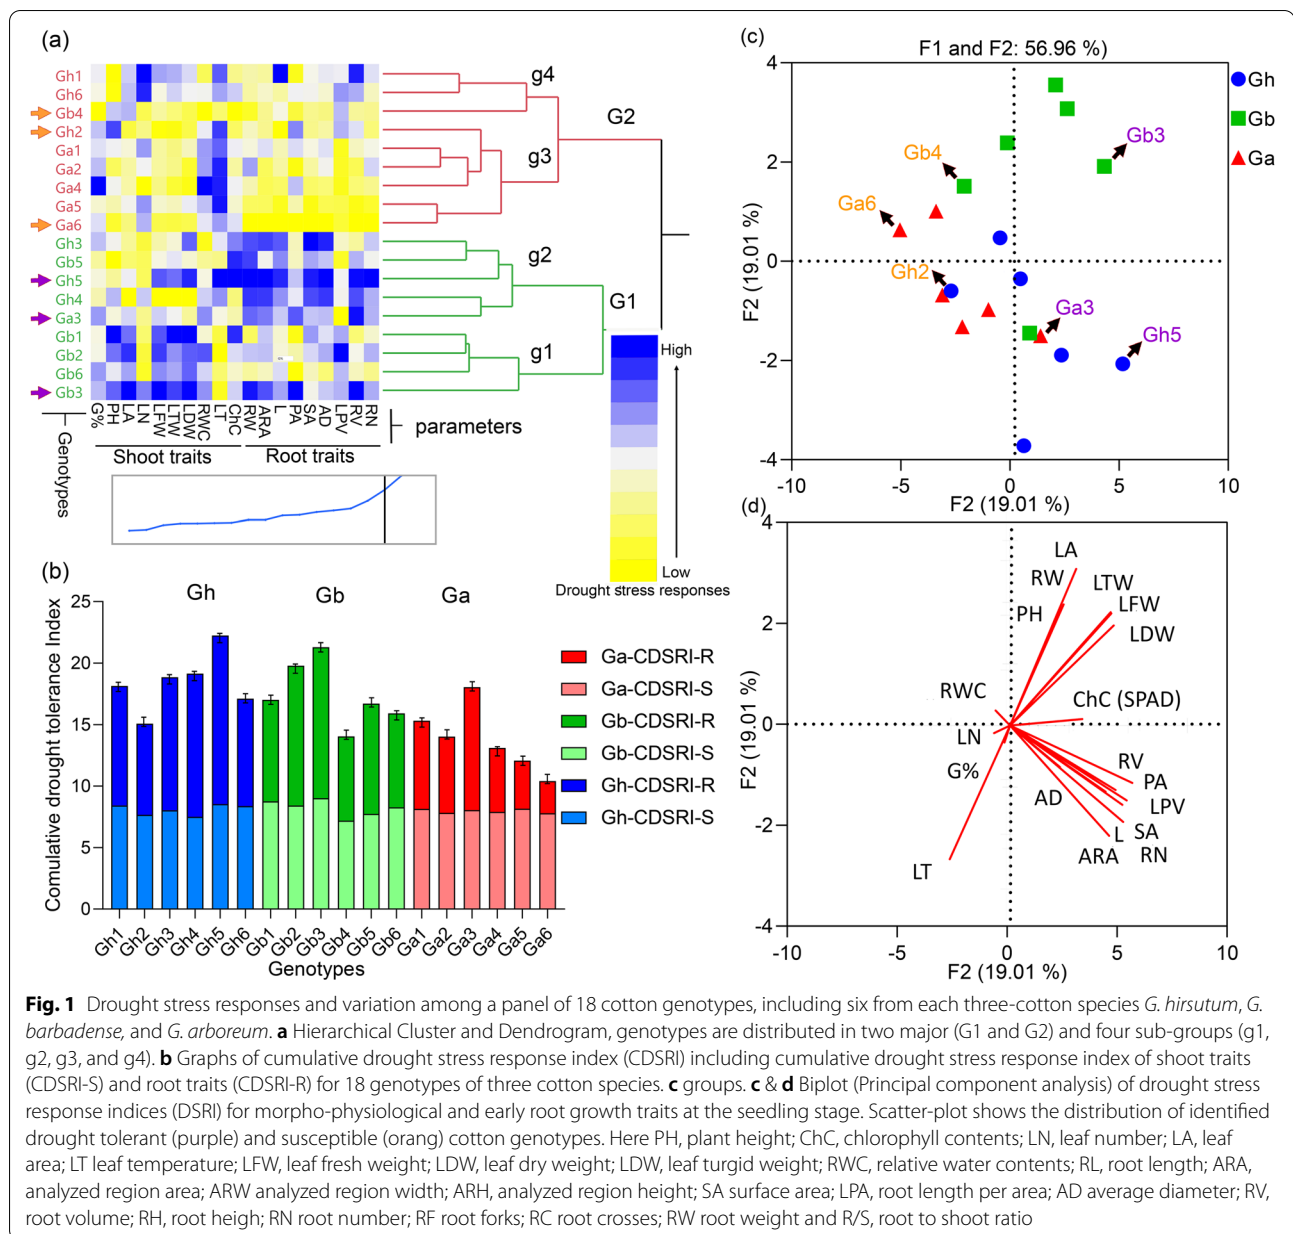 (a)
Gh1
Gh6
Gb4
Gh2
Ga1
Ga2
Ga4
Ga5
Ga6
Gh3
Gb5
Gh5
Gh4
Ga3
Gb1
Gb2
Gb6
Gb3
g4
G2
g3
g2
G1
g1
High
Low
Drought stress responses
G% PH LA LN LFW LTW LDW RWC LT ChC RW ARA L PA SA AD LPV RV RN
parameters
Genotypes
Shoot traits
Root traits
(b)
Gh
Gb
Ga
Comulative drought tolerance Index
25
20
15
10
5
0
Gh1 Gh2 Gh3 Gh4 Gh5 Gh6 Gb1 Gb2 Gb3 Gb4 Gb5 Gb6 Ga1 Ga2 Ga3 Ga4 Ga5 Ga6
Genotypes
Ga-CDSRI-R
Ga-CDSRI-S
Gb-CDSRI-R
Gb-CDSRI-S
Gh-CDSRI-R
Gh-CDSRI-S
(c)
F1 and F2: 56.96 %)
4
2
0
-2
-4
F2 (19.01 %)
Gb3
Gb4
Ga6
Gh2
Ga3
Gh5
Gh
Gb
Ga
-10 -5 0 5 10
F2 (19.01 %)
(d)
4
2
0
-2
-4
F2 (19.01 %)
LA
RW
LTW
PH
LFW
LDW
RWC
ChC (SPAD)
LN
G%
RV
PA
AD
LPV
L
SA
ARA
RN
LT
-10 -5 0 5 10
F2 (19.01 %)
Fig. 1 Drought stress responses and variation among a panel of 18 cotton genotypes, including six from each three-cotton species G. hirsutum, G.
barbadense, and G. arboreum. a Hierarchical Cluster and Dendrogram, genotypes are distributed in two major (G1 and G2) and four sub-groups (g1,
g2, g3, and g4). b Graphs of cumulative drought stress response index (CDSRI) including cumulative drought stress response index of shoot traits
(CDSRI-S) and root traits (CDSRI-R) for 18 genotypes of three cotton species. c groups. c & d Biplot (Principal component analysis) of drought stress
response indices (DSRI) for morpho-physiological and early root growth traits at the seedling stage. Scatter-plot shows the distribution of identified
drought tolerant (purple) and susceptible (orang) cotton genotypes. Here PH, plant height; ChC, chlorophyll contents; LN, leaf number; LA, leaf
area; LT leaf temperature; LFW, leaf fresh weight; LDW, leaf dry weight; LDW, leaf turgid weight; RWC, relative water contents; RL, root length; ARA,
analyzed region area; ARW analyzed region width; ARH, analyzed region height; SA surface area; LPA, root length per area; AD average diameter; RV,
root volume; RH, root heigh; RN root number; RF root forks; RC root crosses; RW root weight and R/S, root to shoot ratio